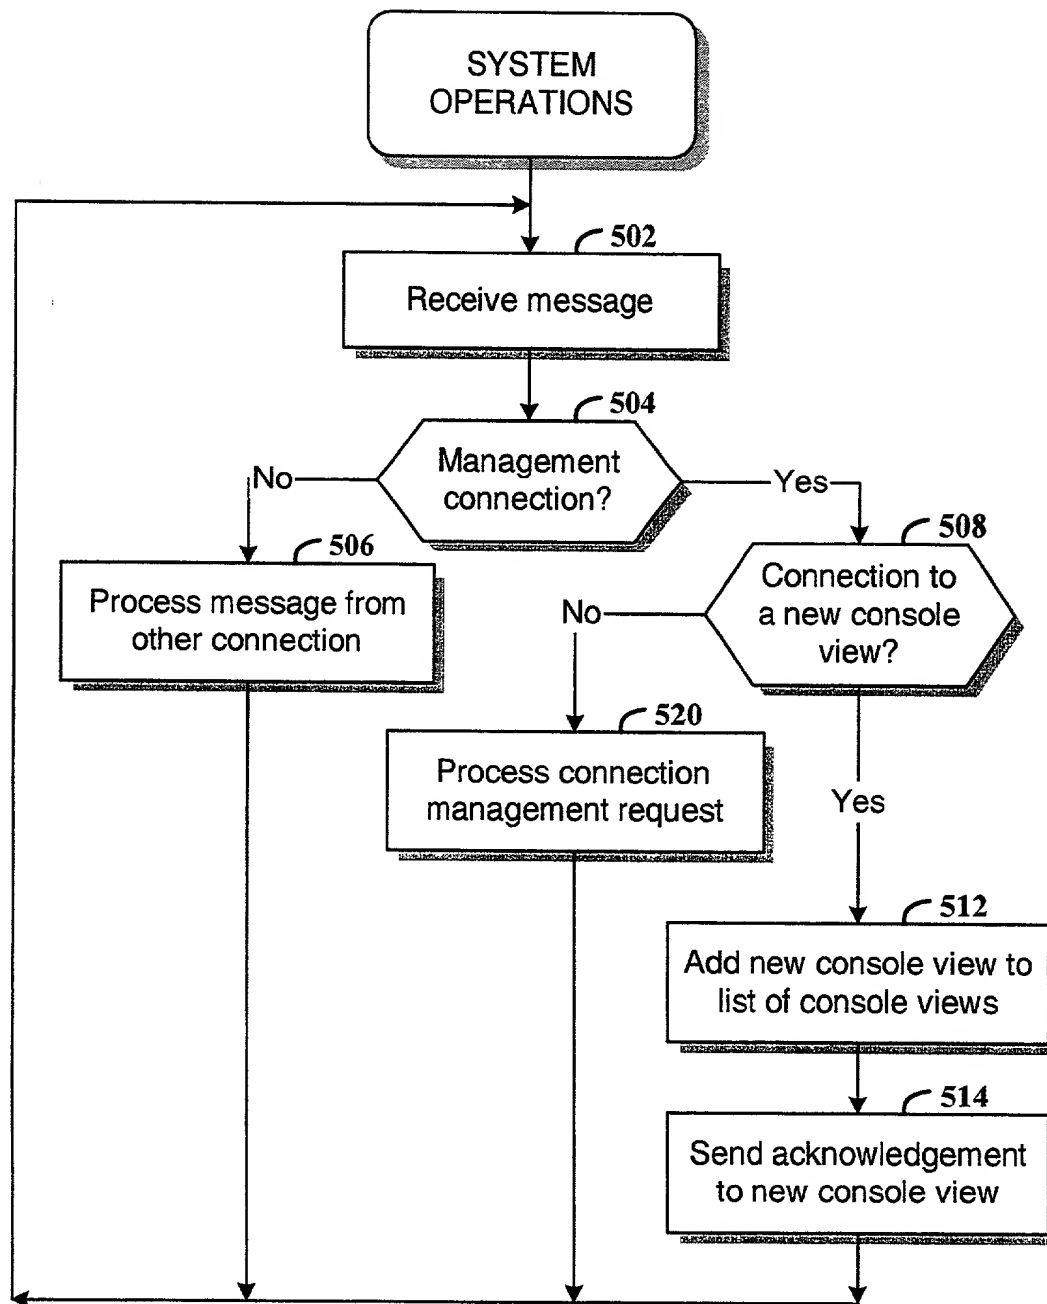 SYSTEM
OPERATIONS
502
Receive message
504
Management
connection?
No
Yes
506
Process message from
other connection
508
Connection to
a new console
view?
No
520
Process connection
management request
Yes
512
Add new console view to
list of console views
514
Send acknowledgement
to new console view